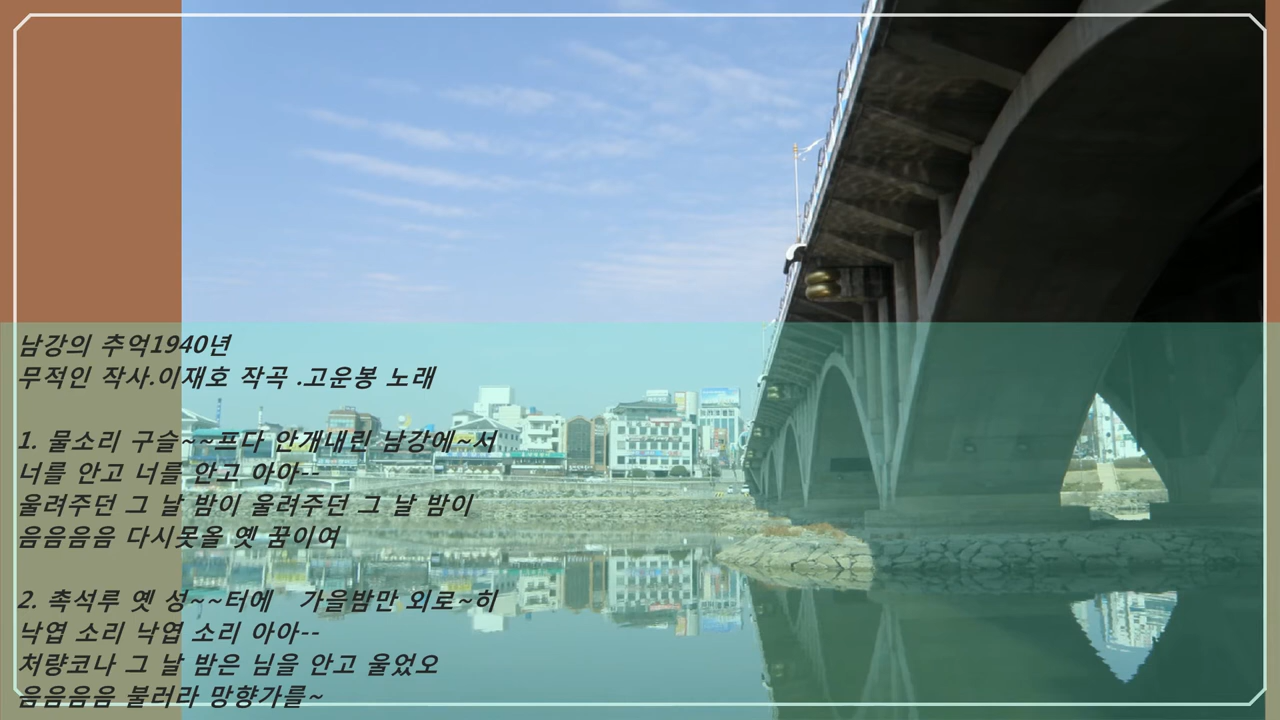 남강의 추억1940년
무적인 작사.이재호 작곡 .고운봉 노래
1. 물소리 구슬~~프다 안개내린 남강에~서
너를 안고 너를 안고 아아--
울려주던 그 날 밤이 울려주던 그 날 밤이
음음음음 다시못올 옛 꿈이여
2. 촉석루 옛 성~~터에 가을밤만 외로~히
낙엽 소리 낙엽 소리 아아--
처량코나 그 날 밤은 님을 안고 울었오
음음음음 불러라 망향가를~